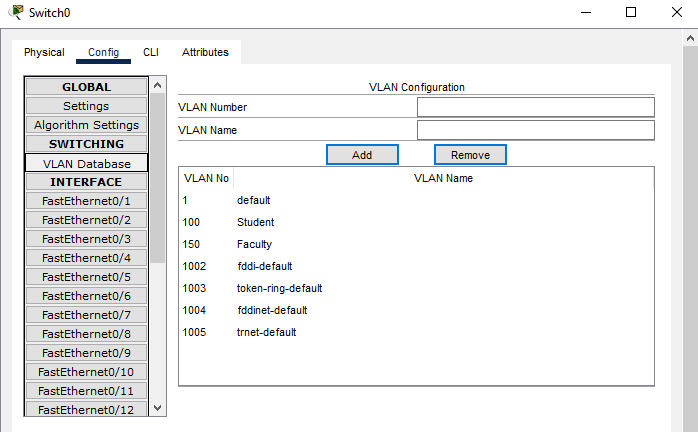 Switch0
Physical Config CLI Attributes
GLOBAL
Settings
Algorithm Settings
SWITCHING
VLAN Database
INTERFACE
FastEthernet0/1
FastEthernet0/2
FastEthernet0/3
FastEthernet0/4
FastEthernet0/5
FastEthernet0/6
FastEthernet0/7
FastEthernet0/8
FastEthernet0/9
FastEthernet0/10
FastEthernet0/11
FastEthernet0/12
VLAN Configuration
VLAN Number
VLAN Name
Add Remove
VLAN No VLAN Name
1 default
100 Student
150 Faculty
1002 fddi-default
1003 token-ring-default
1004 fddinet-default
1005 trnet-default